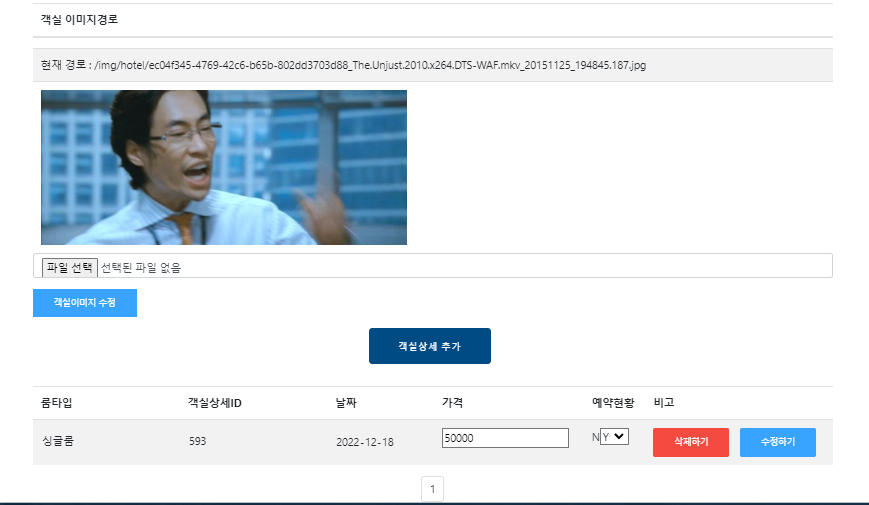 객실 이미지경로
현재 경로 : /img/hotel/ec04f345-4769-42c6-b65b-802dd3703d88_The.Unjust.2010.x264.DTS-WAF.mkv_20151125_194845.187.jpg
파일 선택 선택된 파일 없음
객실이미지 수정
객실상세 추가
룸타입 객실상세ID 날짜 가격 예약현황 비고
싱글룸 593 2022-12-18 50000 N Y 삭제하기 수정하기
1